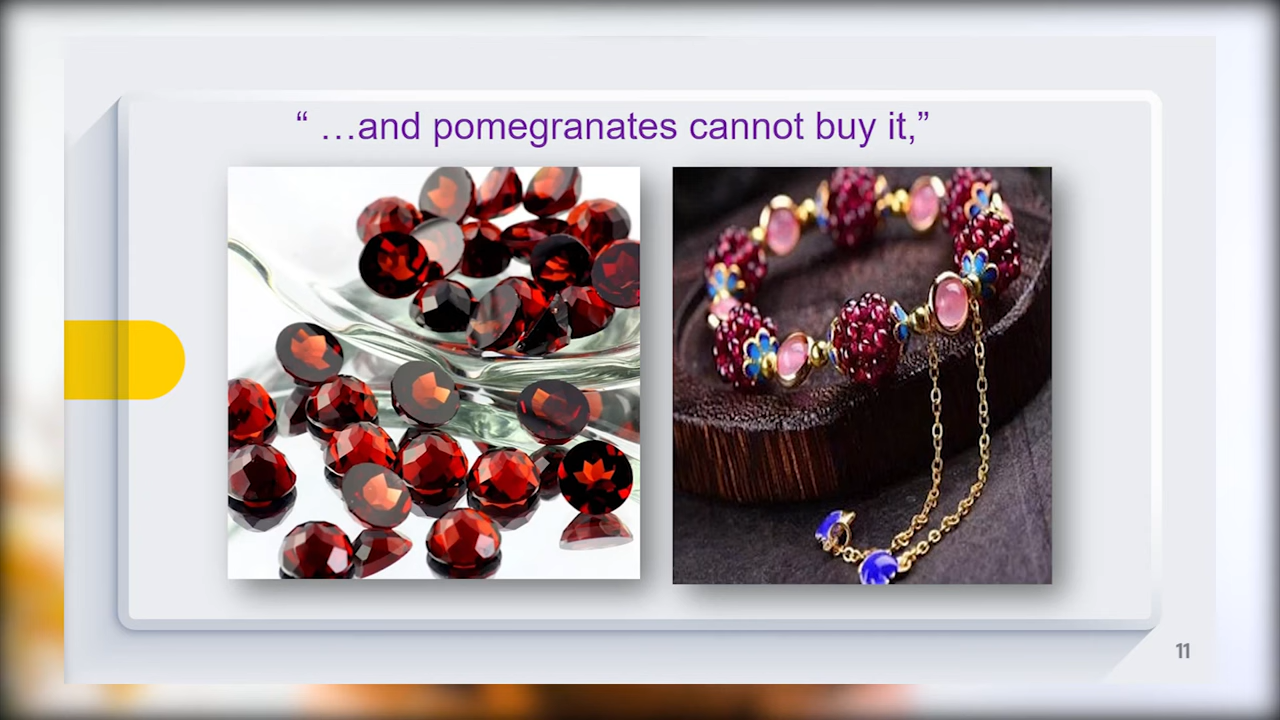 “ …and pomegranates cannot buy it,”
11